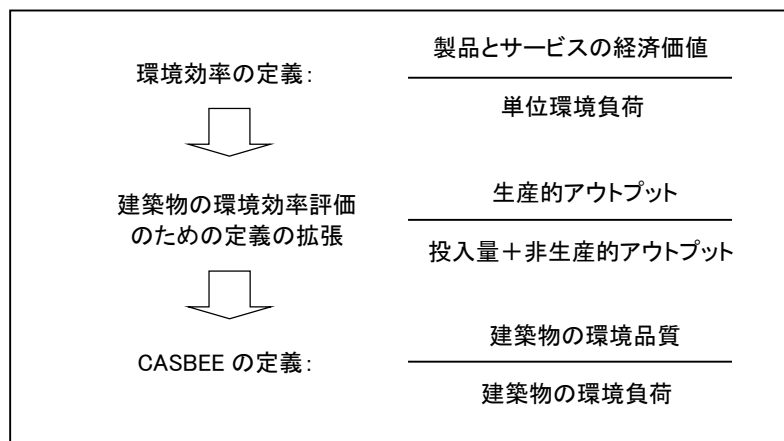 環境効率の定義：
製品とサービスの経済価値
単位環境負荷
建築物の環境効率評価
のための定義の拡張
生産的アウトプット
投入量＋非生産的アウトプット
CASBEE の定義：
建築物の環境品質
建築物の環境負荷